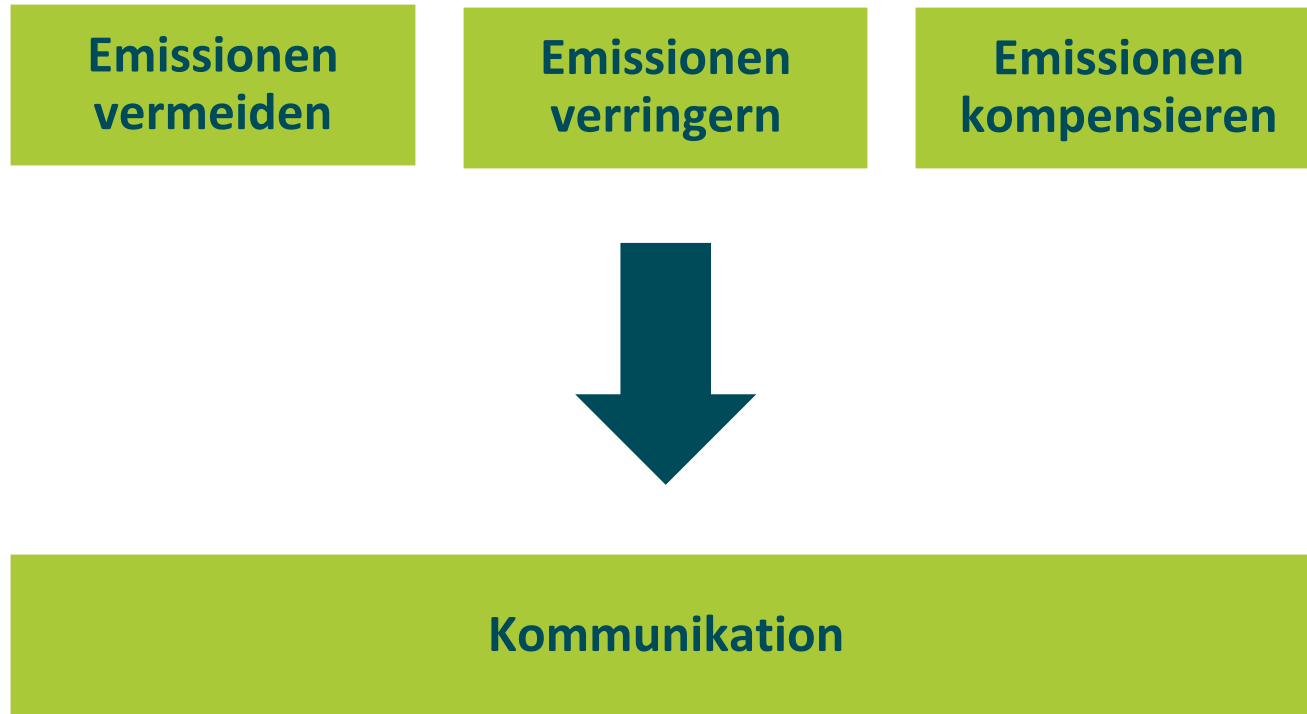 Emissionen
vermeiden
Emissionen
verringern
Emissionen
kompensieren
Kommunikation